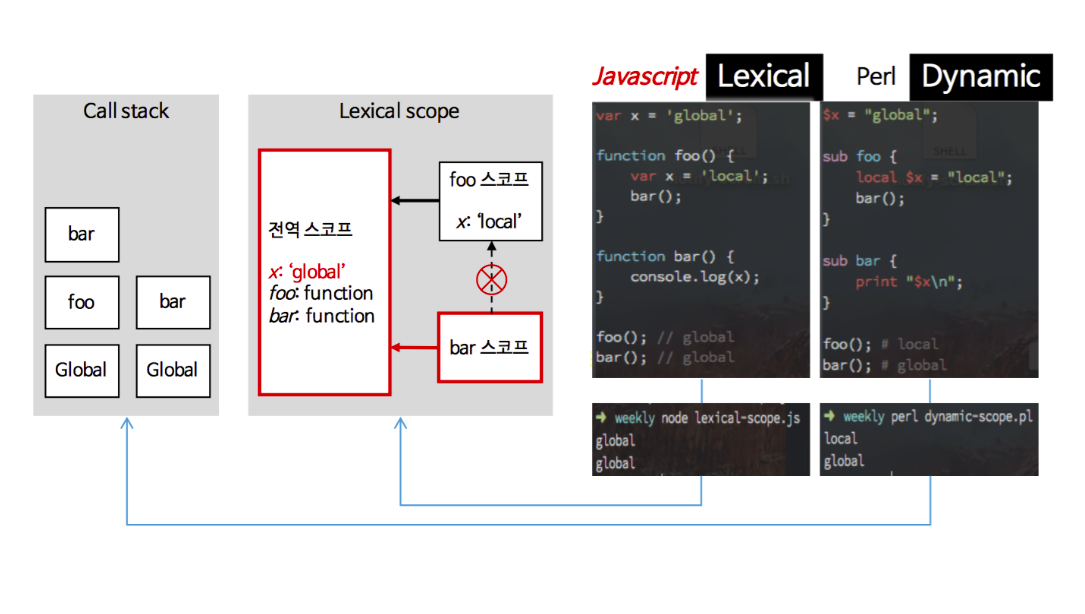 Call stack
bar
foo
Global
bar
Global
Lexical scope
전역 스코프
x: ‘global’
foo: function
bar: function
foo 스코프
x: ‘local’
bar 스코프
Javascript Lexical
var x = 'global';
function foo() {
    var x = 'local';
    bar();
}
function bar() {
    console.log(x);
}
foo(); // global
bar(); // global
➜ weekly node lexical-scope.js
global
global
Perl Dynamic
$x = "global";
sub foo {
    local $x = "local";
    bar();
}
sub bar {
    print "$x\n";
}
foo(); # local
bar(); # global
➜ weekly perl dynamic-scope.pl
local
global